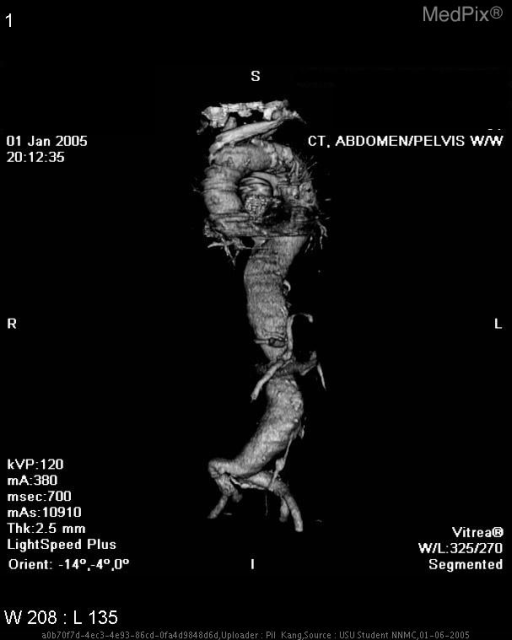 1
MedPix®
S
01 Jan 2005
20:12:35
CT, ABDOMEN/PELVIS W/W
R
L
kVP:120
mA:380
msec:700
mAs:10910
Thk:2.5 mm
LightSpeed Plus
Orient: -14°,-4°,0°
I
Vitrea®
W/L:325/270
Segmented
W 208 : L 135
a0b70f7d-4ec3-4e93-86cd-0fa4d9848d6d,Uploader : Pil Kang,Source : USU Student NNMC,01-06-2005